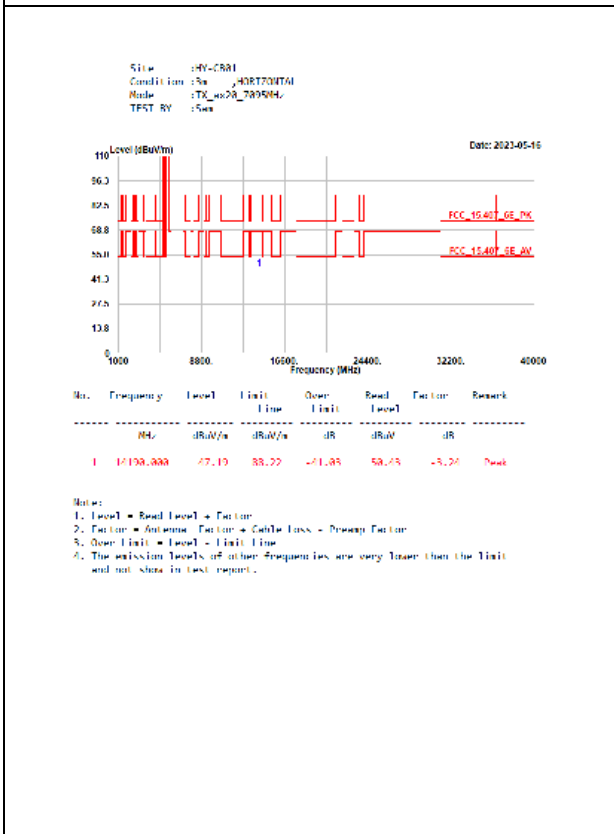 Site :HY-CB01
Condition :3m ,HORIZONTAL
Mode :TX_ax20_7095MHz
TEST BY :Sam
Date: 2023-05-16
Level (dBuV/m)
110
96.3
82.5
68.8
55.0
41.3
27.5
13.8
0
FCC_15.407_6E_PK
FCC_15.407_6E_AV
1
1000 8800. 16600. 24400. 32200. 40000
Frequency (MHz)
No. Frequency Level Limit Over Read Factor Remark
Line Limit Level
MHz dBuV/m dBuV/m dB dBuV dB
1 14190.000 47.19 88.22 -41.03 50.43 -3.24 Peak
Note:
1. Level = Read Level + Factor
2. Factor = Antenna Factor + Cable Loss - Preamp Factor
3. Over Limit = Level - Limit Line
4. The emission levels of other frequencies are very lower than the limit
and not show in test report.